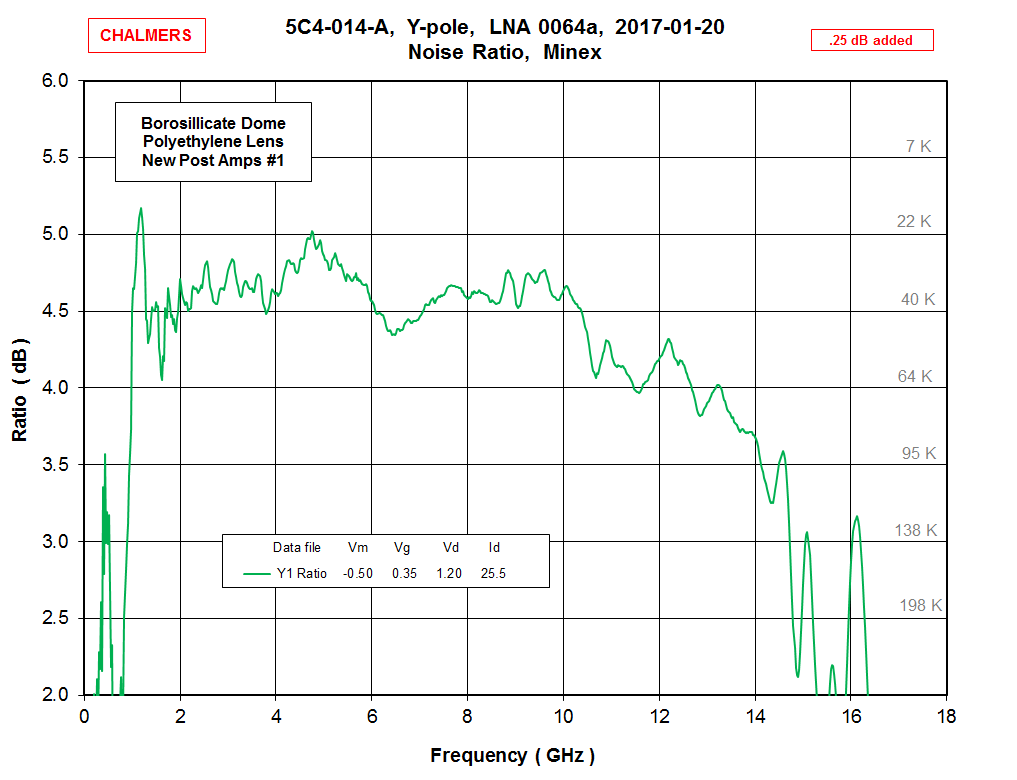 5C4-014-A, Y-pole, LNA 0064a, 2017-01-20
Noise Ratio, Minex
CHALMERS
.25 dB added
Borosillicate Dome
Polyethylene Lens
New Post Amps #1
6.0
5.5
5.0
4.5
4.0
3.5
3.0
2.5
2.0
Ratio ( dB )
7 K
22 K
40 K
64 K
95 K
138 K
198 K
Data file Vm Vg Vd Id
Y1 Ratio -0.50 0.35 1.20 25.5
0 2 4 6 8 10 12 14 16 18
Frequency ( GHz )